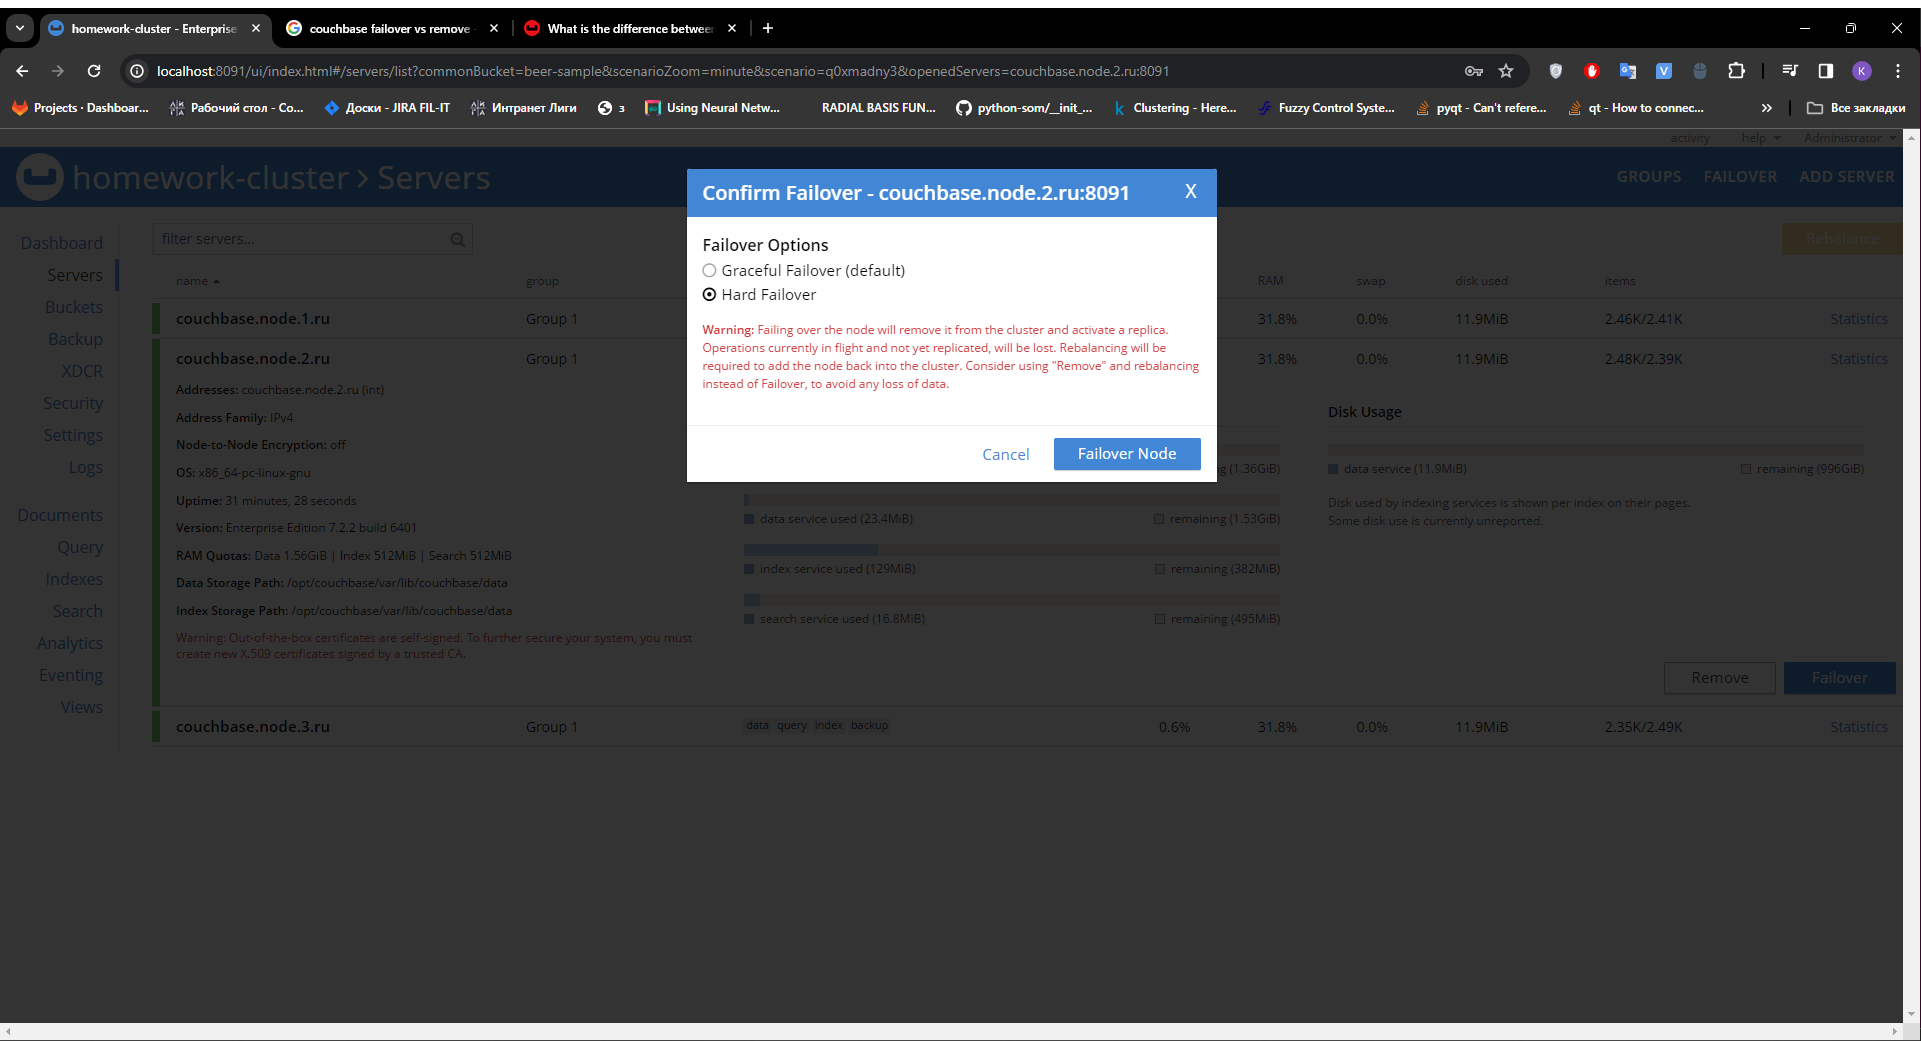 homework-cluster - Enterprise
couchbase failover vs remove -
What is the difference between
localhost:8091/ui/index.html#/servers/list?commonBucket=beer-sample&scenarioZoom=minute&scenario=q0xmadny3&openedServers=couchbase.node.2.ru:8091
K
Projects · Dashboar...
Рабочий стол - Со...
Доски - JIRA FIL-IT
Интранет Лиги
з
Using Neural Netw...
RADIAL BASIS FUN...
python-som/__init_...
Clustering - Here...
Fuzzy Control Syste...
pyqt - Can't refere...
qt - How to connec...
Все закладки
activity
help
Administrator
homework-cluster > Servers
GROUPS
FAILOVER
ADD SERVER
Confirm Failover - couchbase.node.2.ru:8091
X
Failover Options
Graceful Failover (default)
Hard Failover
Warning: Failing over the node will remove it from the cluster and activate a replica.
Operations currently in flight and not yet replicated, will be lost. Rebalancing will be
required to add the node back into the cluster. Consider using "Remove" and rebalancing
instead of Failover, to avoid any loss of data.
Cancel
Failover Node
Dashboard
Servers
Buckets
Backup
XDCR
Security
Settings
Logs
Documents
Query
Indexes
Search
Analytics
Eventing
Views
filter servers...
Rebalance
name
group
RAM
swap
disk used
items
couchbase.node.1.ru
Group 1
31.8%
0.0%
11.9MiB
2.46K/2.41K
Statistics
couchbase.node.2.ru
Group 1
31.8%
0.0%
11.9MiB
2.48K/2.39K
Statistics
Addresses: couchbase.node.2.ru (int)
Address Family: IPv4
Node-to-Node Encryption: off
OS: x86_64-pc-linux-gnu
Uptime: 31 minutes, 28 seconds
Version: Enterprise Edition 7.2.2 build 6401
RAM Quotas: Data 1.56GiB | Index 512MiB | Search 512MiB
Data Storage Path: /opt/couchbase/var/lib/couchbase/data
Index Storage Path: /opt/couchbase/var/lib/couchbase/data
Warning: Out-of-the-box certificates are self-signed. To further secure your system, you must
create new X.509 certificates signed by a trusted CA.
(1.36GiB)
data service used (23.4MiB)
remaining (1.53GiB)
index service used (129MiB)
remaining (382MiB)
search service used (16.8MiB)
remaining (495MiB)
Disk Usage
data service (11.9MiB)
remaining (996GiB)
Disk used by indexing services is shown per index on their pages.
Some disk use is currently unreported.
Remove
Failover
couchbase.node.3.ru
Group 1
data query index backup
0.6%
31.8%
0.0%
11.9MiB
2.35K/2.49K
Statistics